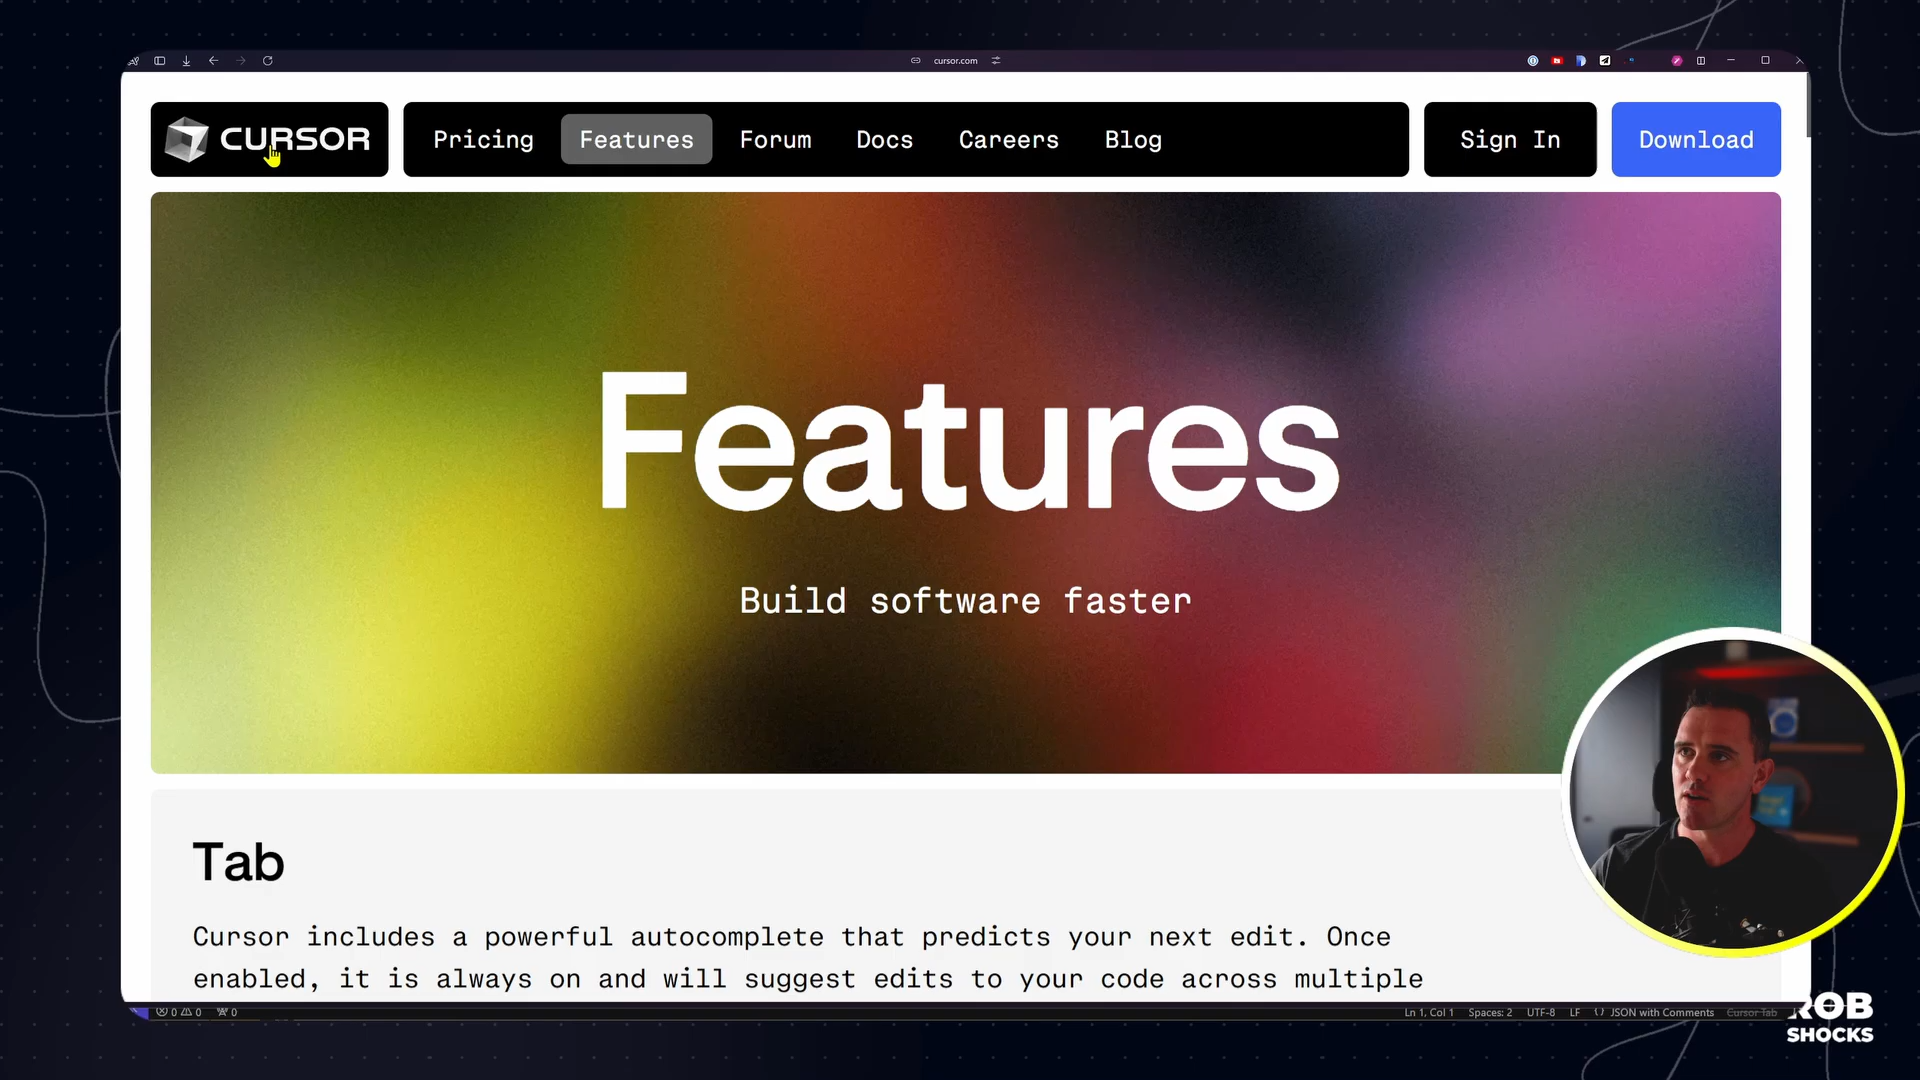 cursor.com
CURSOR
Pricing
Features
Forum
Docs
Careers
Blog
Sign In
Download
Features
Build software faster
Tab
Cursor includes a powerful autocomplete that predicts your next edit. Once
enabled, it is always on and will suggest edits to your code across multiple
0 0 0
Ln 1, Col 1
Spaces: 2
UTF-8
LF
JSON with Comments
Cursor Tab
ROB
SHOCKS